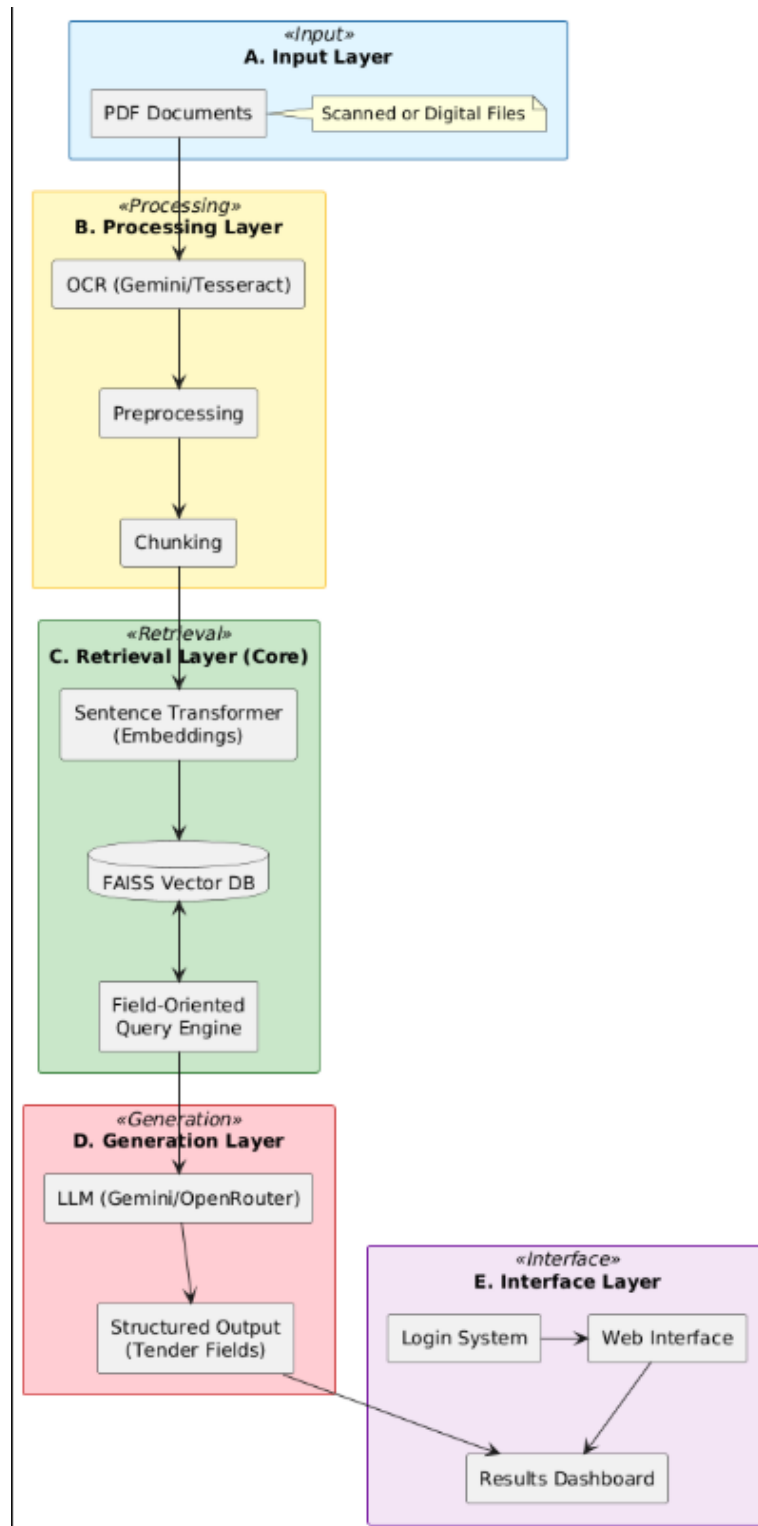 «Input»
A. Input Layer
PDF Documents
Scanned or Digital Files
«Processing»
B. Processing Layer
OCR (Gemini/Tesseract)
Preprocessing
Chunking
«Retrieval»
C. Retrieval Layer (Core)
Sentence Transformer
(Embeddings)
FAISS Vector DB
Field-Oriented
Query Engine
«Generation»
D. Generation Layer
LLM (Gemini/OpenRouter)
Structured Output
(Tender Fields)
«Interface»
E. Interface Layer
Login System
Web Interface
Results Dashboard